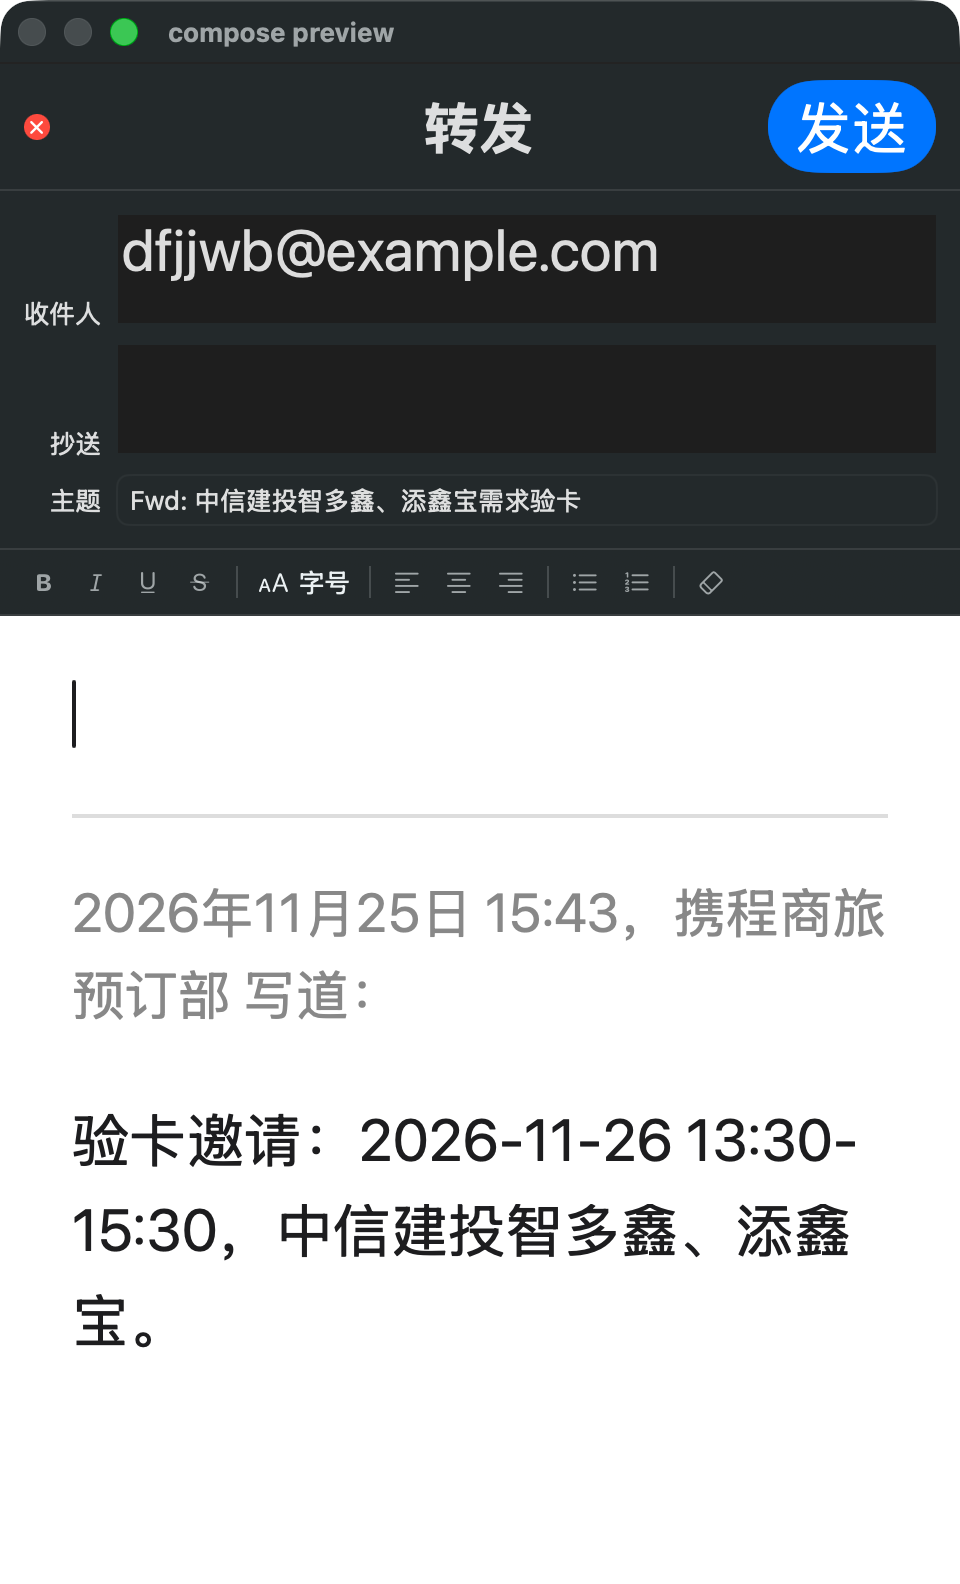 compose preview
转发
发送
dfjjwb@example.com
收件人
抄送
主题
Fwd: 中信建投智多鑫、添鑫宝需求验卡
B I U S AA 字号
2026年11月25日 15:43，携程商旅
预订部 写道：
验卡邀请：2026-11-26 13:30-
15:30，中信建投智多鑫、添鑫
宝。